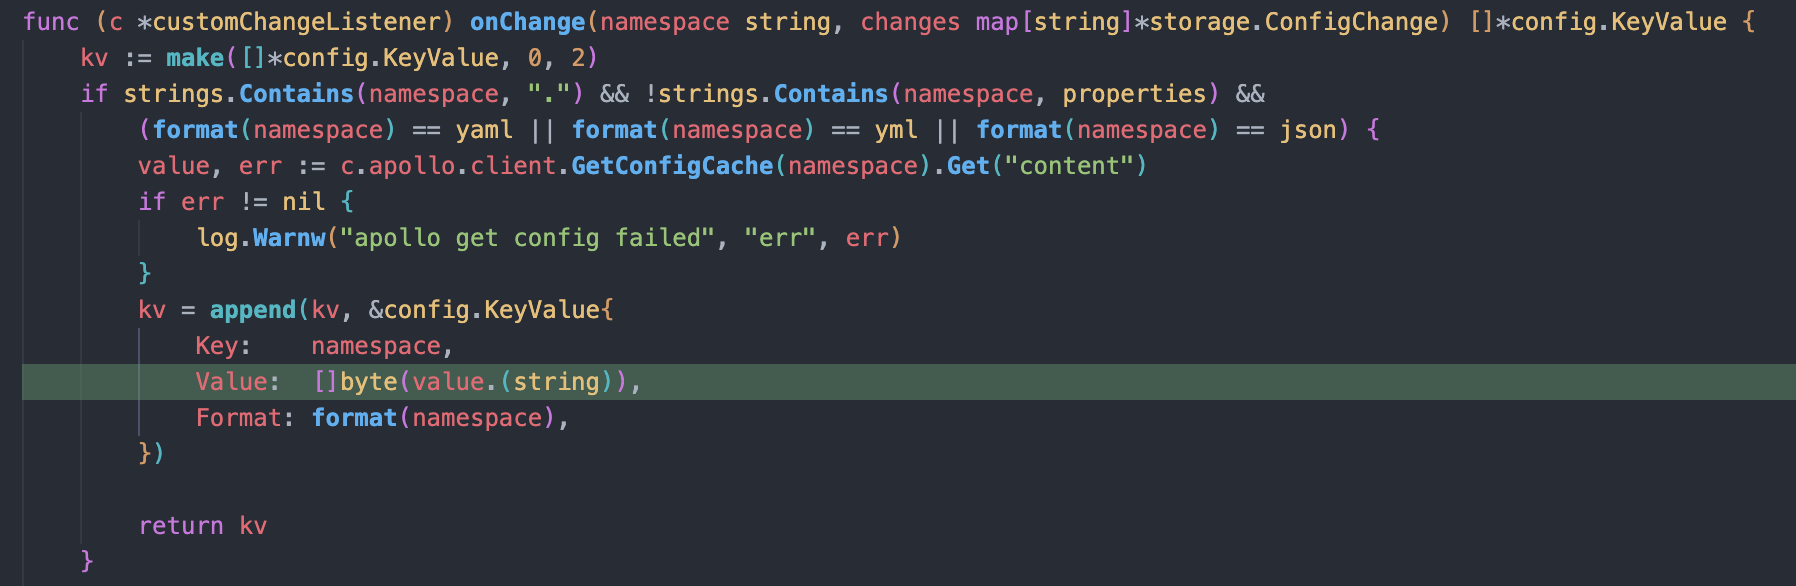 func (c *customChangeListener) onChange(namespace string, changes map[string]*storage.ConfigChange) []*config.KeyValue {
    kv := make([]*config.KeyValue, 0, 2)
    if strings.Contains(namespace, ".") && !strings.Contains(namespace, properties) &&
        (format(namespace) == yaml || format(namespace) == yml || format(namespace) == json) {
        value, err := c.apollo.client.GetConfigCache(namespace).Get("content")
        if err != nil {
            log.Warnw("apollo get config failed", "err", err)
        }
        kv = append(kv, &config.KeyValue{
            Key:    namespace,
            Value:  []byte(value.(string)),
            Format: format(namespace),
        })

        return kv
    }